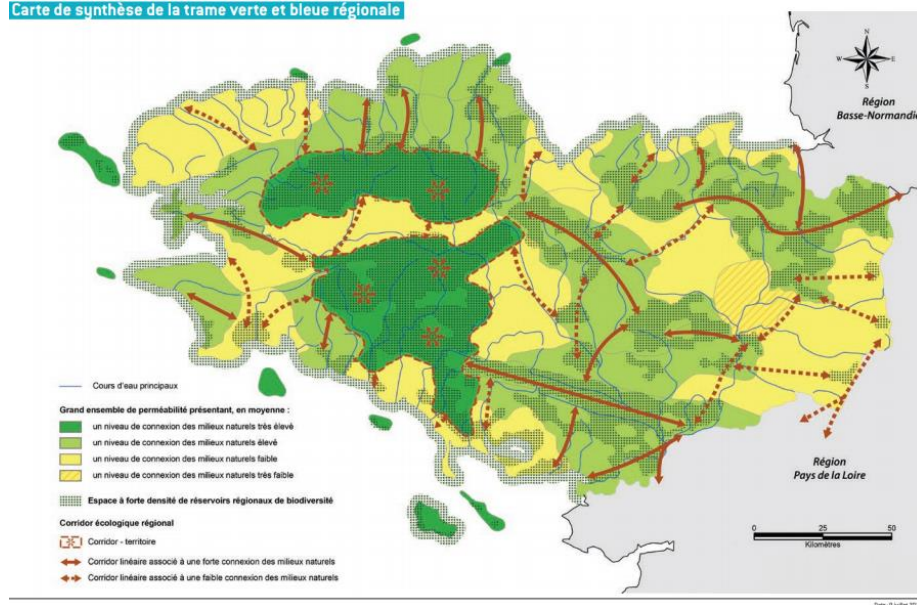 Carte de synthèse de la trame verte et bleue régionale
N
W
E
S
Région
Basse-Normandie
Cours d'eau principaux
Grand ensemble de perméabilité présentant, en moyenne :
un niveau de connexion des milieux naturels très élevé
un niveau de connexion des milieux naturels élevé
un niveau de connexion des milieux naturels faible
un niveau de connexion des milieux naturels très faible
Espace à forte densité de réservoirs régionaux de biodiversité
Corridor écologique régional
Corridor - territoire
Corridor linéaire associé à une forte connexion des milieux naturels
Corridor linéaire associé à une faible connexion des milieux naturels
Région
Pays de la Loire
0 25 50
Kilomètres